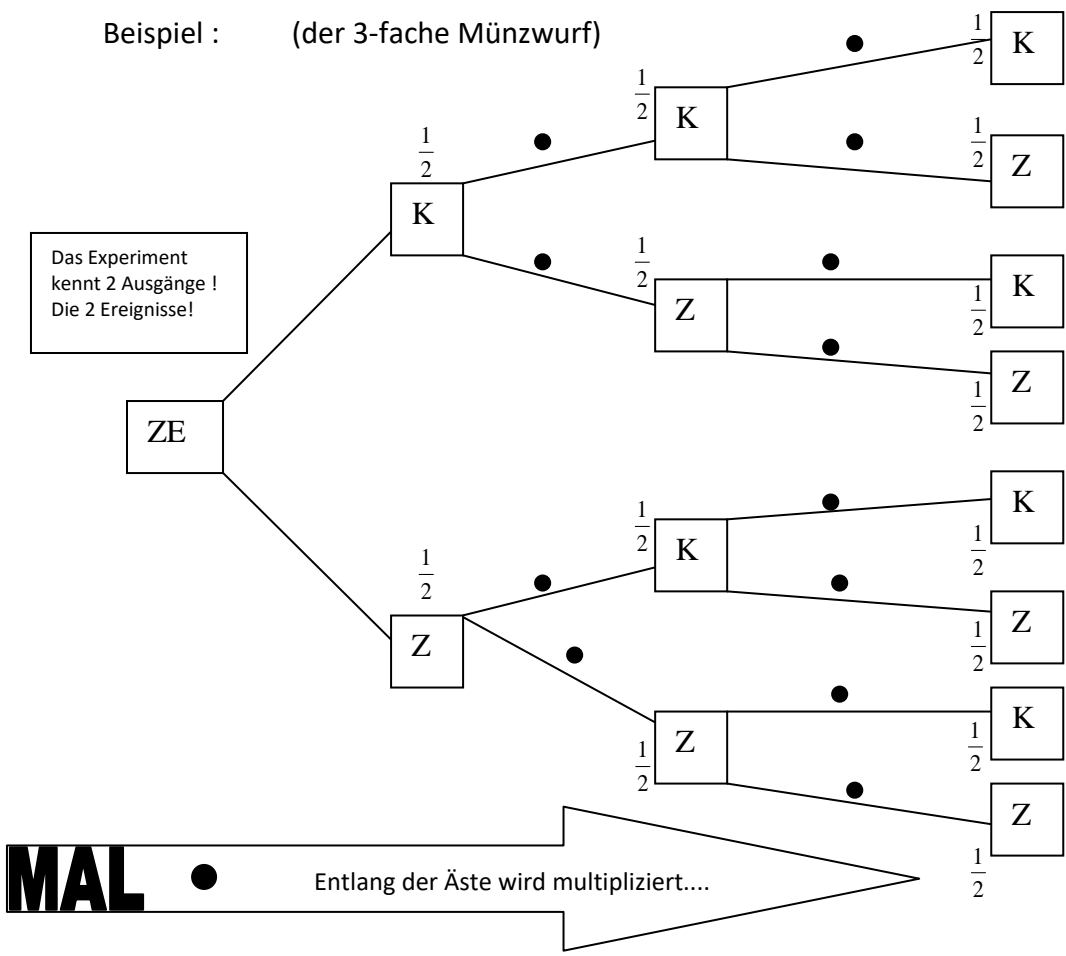 Beispiel : (der 3-fache Münzwurf)
1/2 K
1/2 K
1/2 Z
1/2 K
1/2 Z
1/2 K
1/2 Z
Das Experiment
kennt 2 Ausgänge !
Die 2 Ereignisse!
ZE
1/2 Z
1/2 K
1/2 K
1/2 Z
1/2 Z
1/2 K
1/2 Z
MAL • Entlang der Äste wird multipliziert....